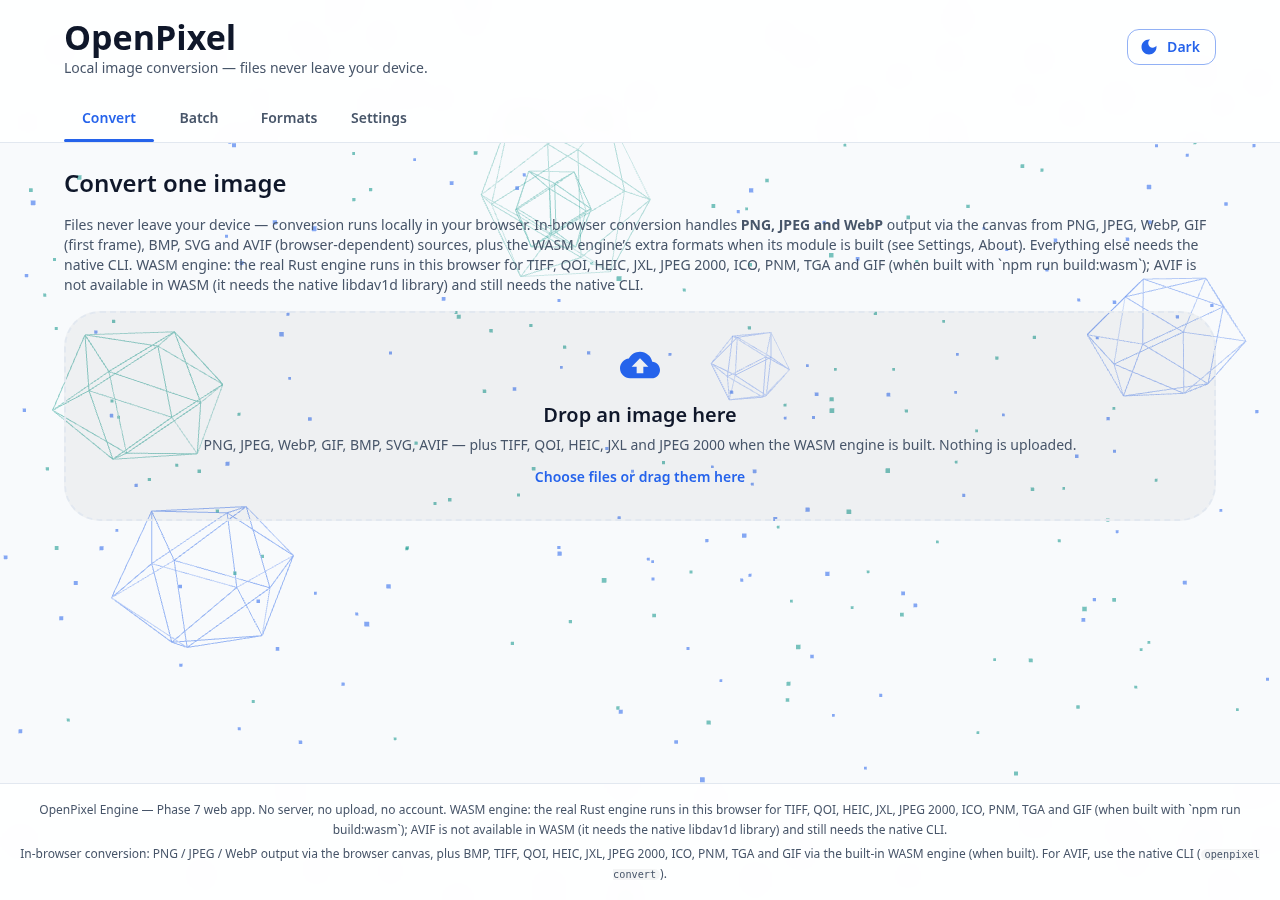 OpenPixel
Local image conversion — files never leave your device.
Dark
Convert
Batch
Formats
Settings
Convert one image
Files never leave your device — conversion runs locally in your browser. In-browser conversion handles PNG, JPEG and WebP output via the canvas from PNG, JPEG, WebP, GIF
(first frame), BMP, SVG and AVIF (browser-dependent) sources, plus the WASM engine's extra formats when its module is built (see Settings, About). Everything else needs the
native CLI. WASM engine: the real Rust engine runs in this browser for TIFF, QOI, HEIC, JXL, JPEG 2000, ICO, PNM, TGA and GIF (when built with `npm run build:wasm`); AVIF is
not available in WASM (it needs the native libdav1d library) and still needs the native CLI.
Drop an image here
PNG, JPEG, WebP, GIF, BMP, SVG, AVIF — plus TIFF, QOI, HEIC, JXL and JPEG 2000 when the WASM engine is built. Nothing is uploaded.
Choose files or drag them here
OpenPixel Engine — Phase 7 web app. No server, no upload, no account. WASM engine: the real Rust engine runs in this browser for TIFF, QOI, HEIC, JXL, JPEG 2000, ICO, PNM, TGA and GIF (when built with `npm run
build:wasm`); AVIF is not available in WASM (it needs the native libdav1d library) and still needs the native CLI.
In-browser conversion: PNG / JPEG / WebP output via the browser canvas, plus BMP, TIFF, QOI, HEIC, JXL, JPEG 2000, ICO, PNM, TGA and GIF via the built-in WASM engine (when built). For AVIF, use the native CLI ( openpixel
convert ).